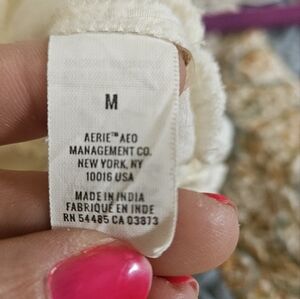 M
AERIE™ AEO
MANAGEMENT CO.
NEW YORK, NY
10016 USA
MADE IN INDIA
FABRIQUÉ EN INDE
RN 54485 CA 03873